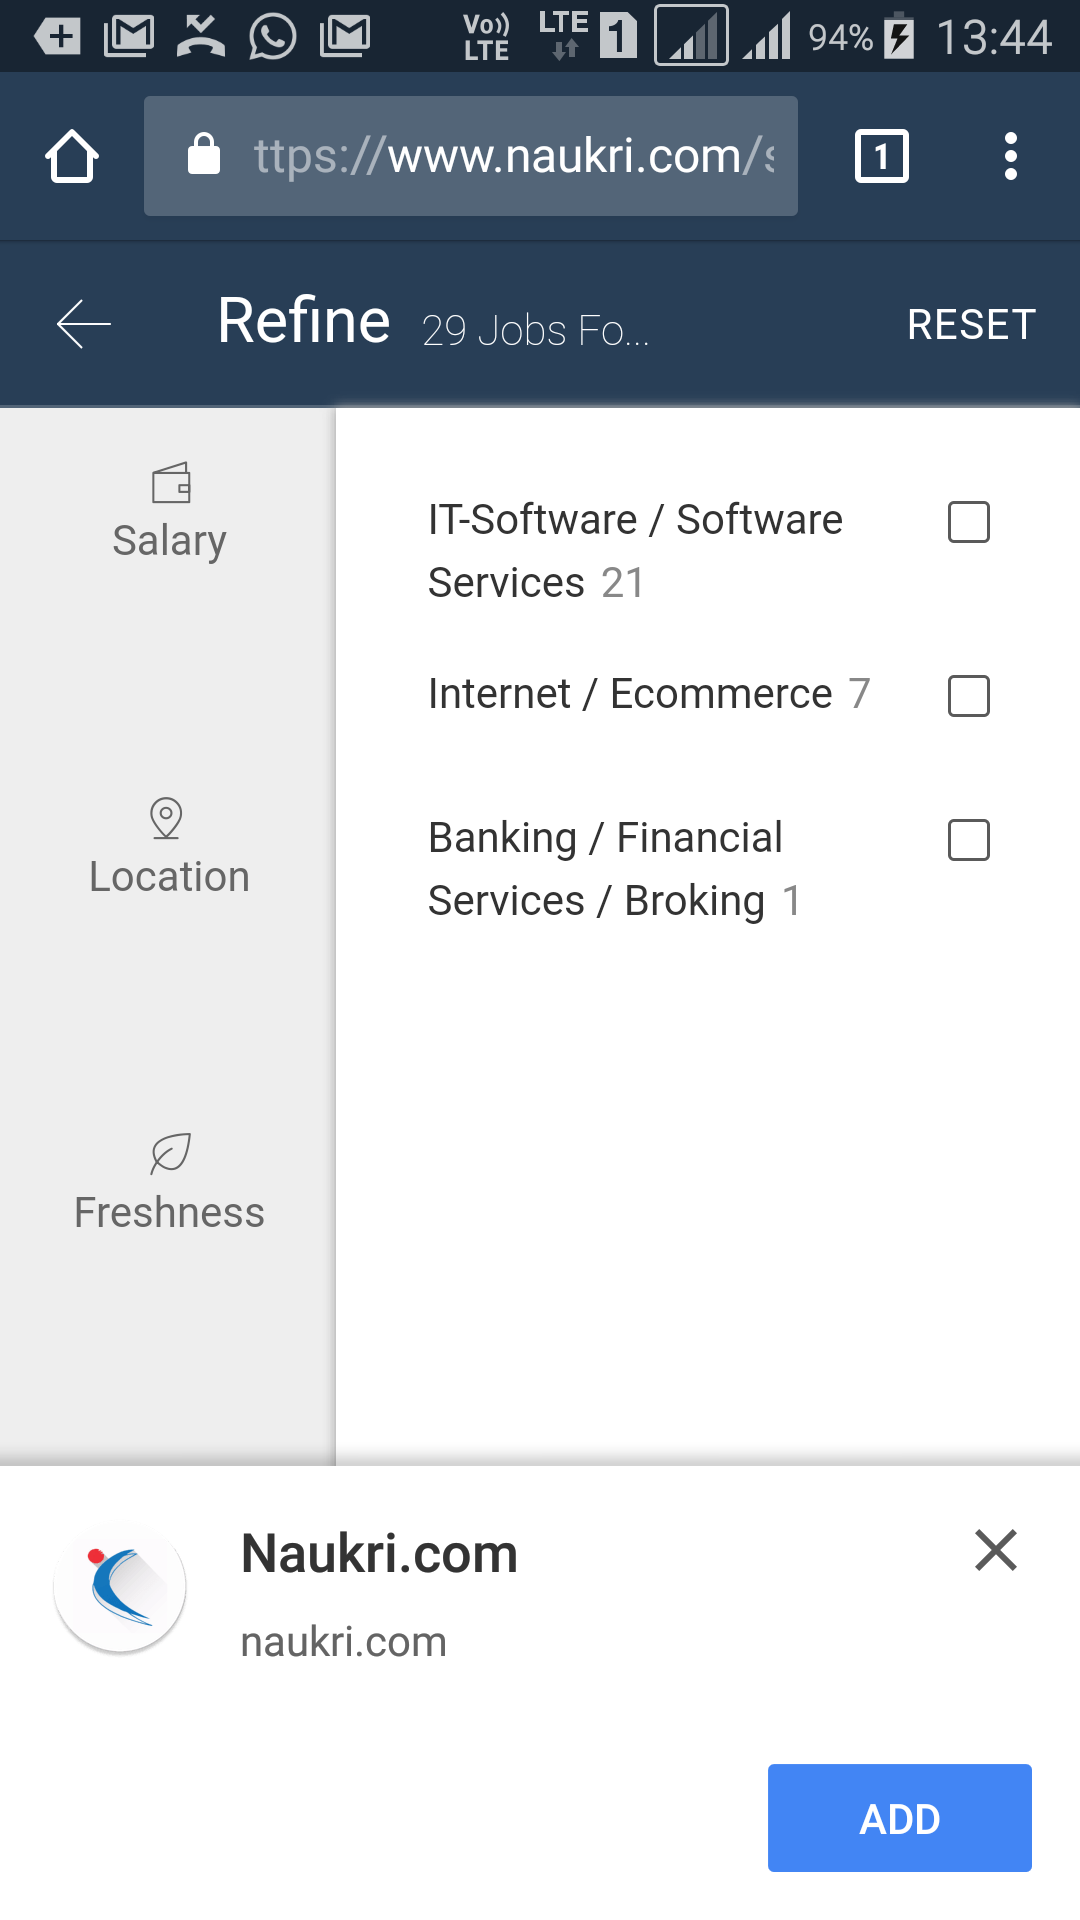 Vo)) LTE LTE 1 94% 13:44
ttps://www.naukri.com/s 1
Refine 29 Jobs Fo... RESET
Salary
IT-Software / Software
Services 21
Internet / Ecommerce 7
Location
Banking / Financial
Services / Broking 1
Freshness
Naukri.com
naukri.com
ADD